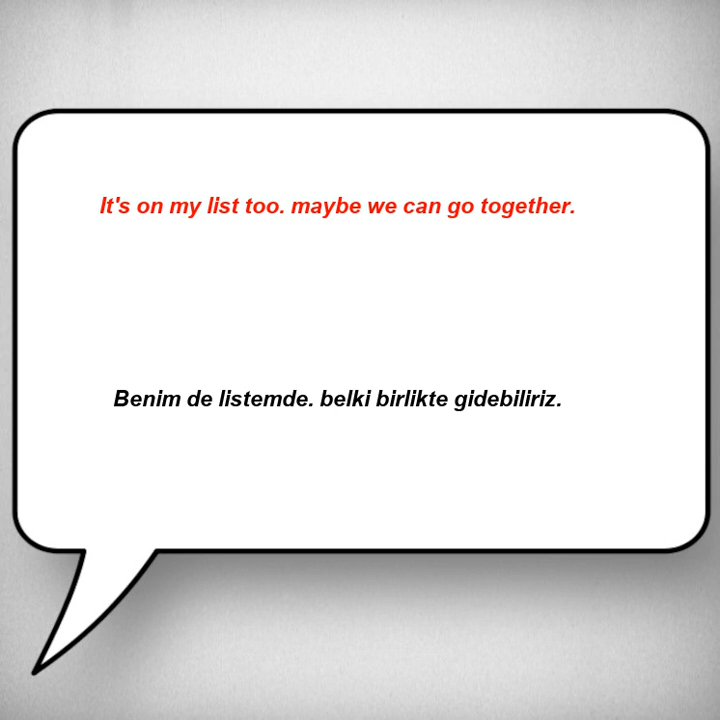 It's on my list too. maybe we can go together.
Benim de listemde. belki birlikte gidebiliriz.